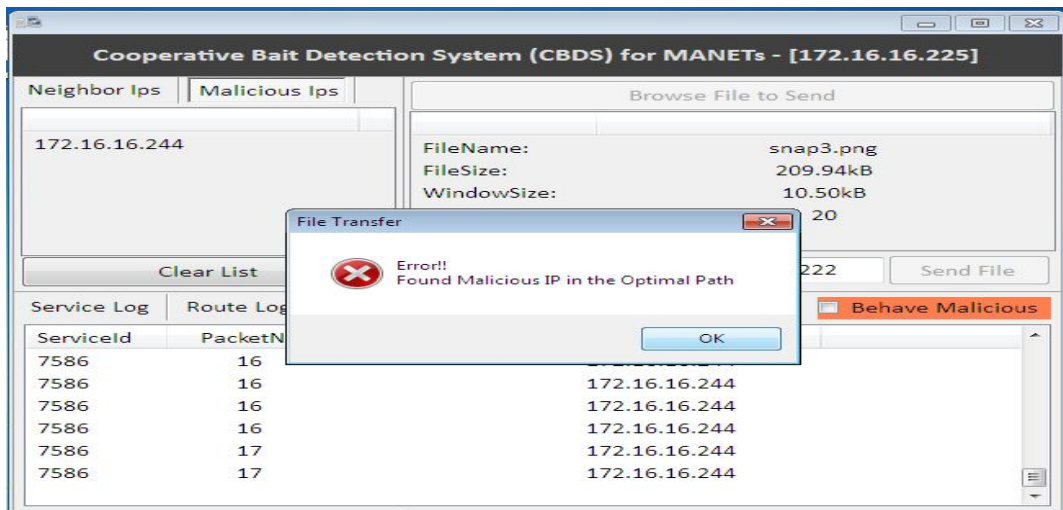 Cooperative Bait Detection System (CBDS) for MANETs - [172.16.16.225]
Neighbor Ips
Malicious Ips
Browse File to Send
172.16.16.244
FileName: snap3.png
FileSize: 209.94kB
WindowSize: 10.50kB
20
File Transfer
Error!!
Found Malicious IP in the Optimal Path
OK
Clear List
222
Send File
Service Log
Route Log
Behave Malicious
ServiceId
PacketN
7586 16
7586 16 172.16.16.244
7586 16 172.16.16.244
7586 16 172.16.16.244
7586 17 172.16.16.244
7586 17 172.16.16.244